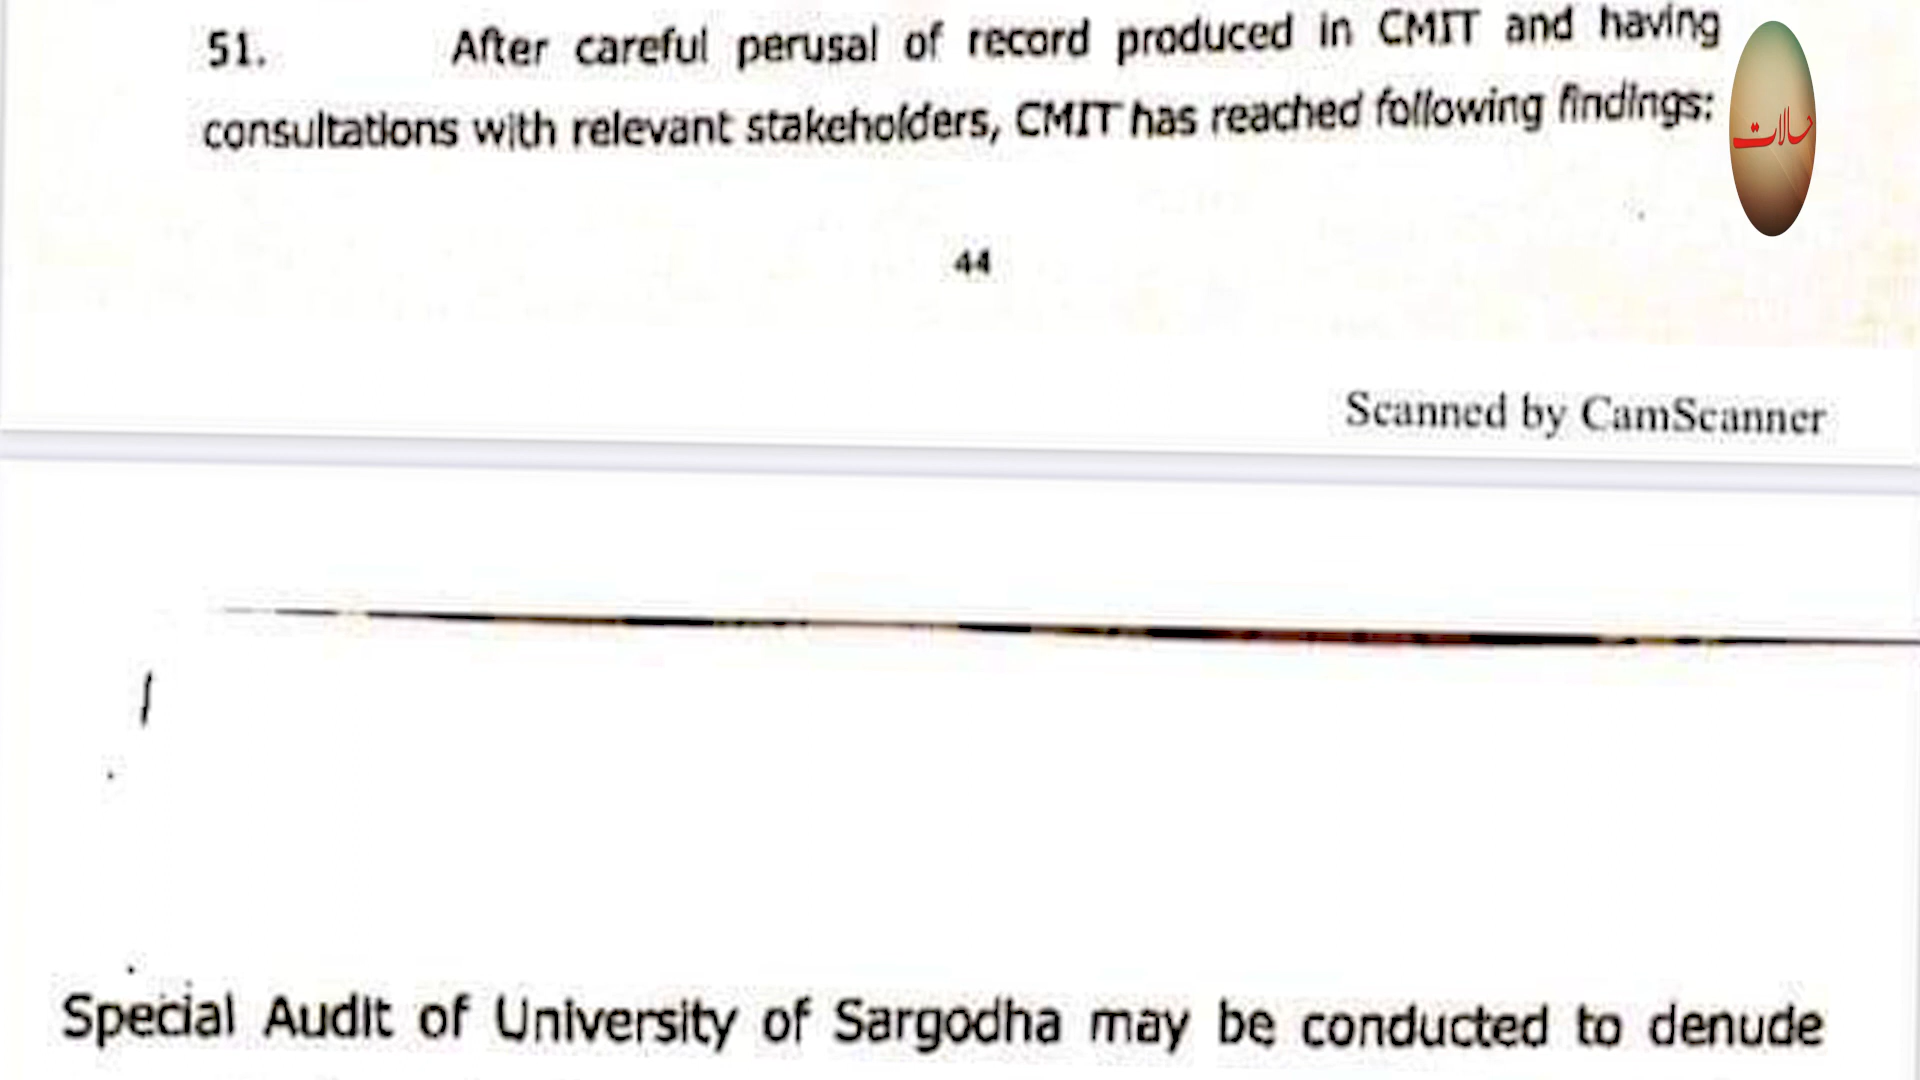 51. After careful perusal of record produced in CMIT and having
حالات
consultations with relevant stakeholders, CMIT has reached following findings:
44
Scanned by CamScanner
Special Audit of University of Sargodha may be conducted to denude